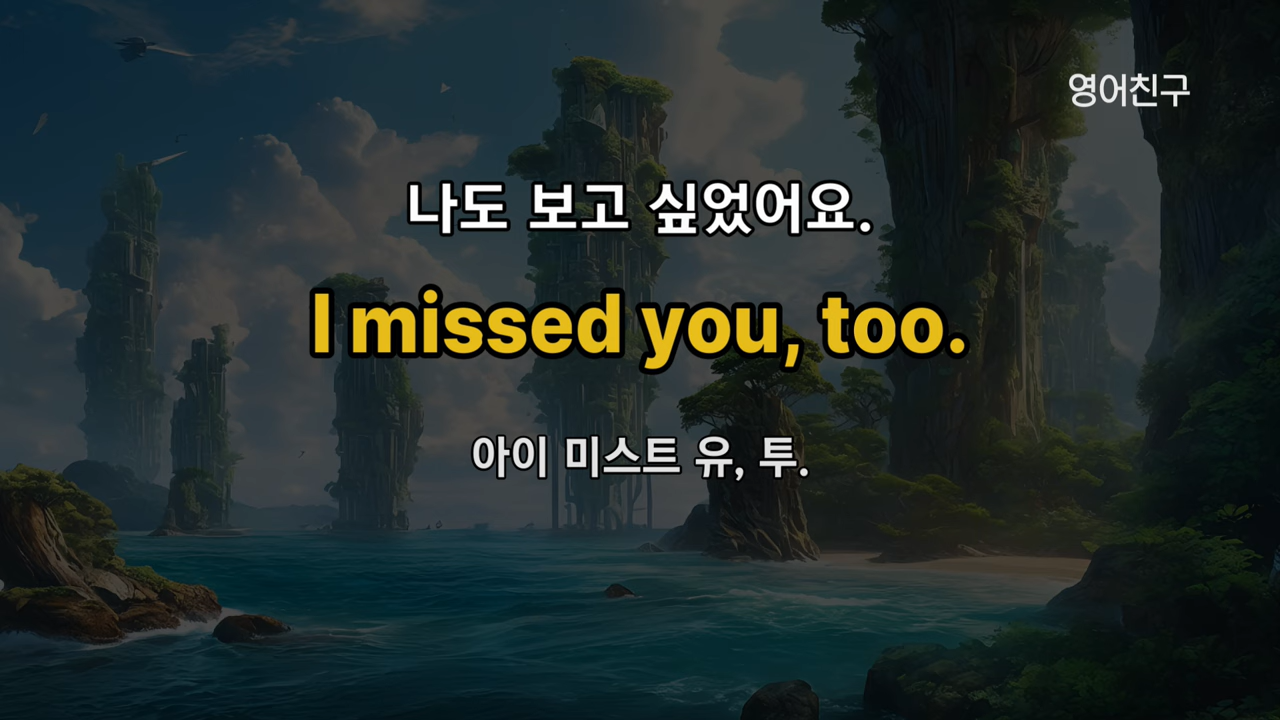 영어친구
나도 보고 싶었어요.
I missed you, too.
아이 미스트 유, 투.